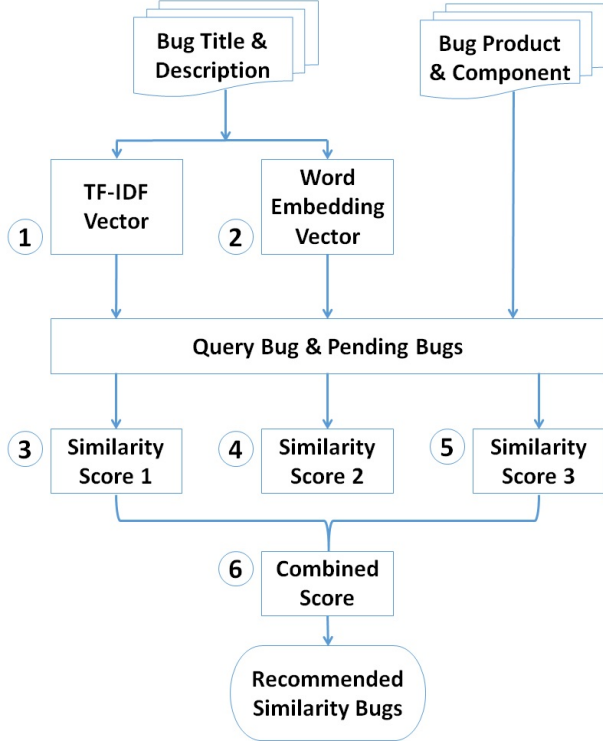 Bug Title &
Description
Bug Product
& Component
TF-IDF
Vector
1
Word
Embedding
Vector
2
Query Bug & Pending Bugs
3
Similarity
Score 1
4
Similarity
Score 2
5
Similarity
Score 3
6
Combined
Score
Recommended
Similarity Bugs